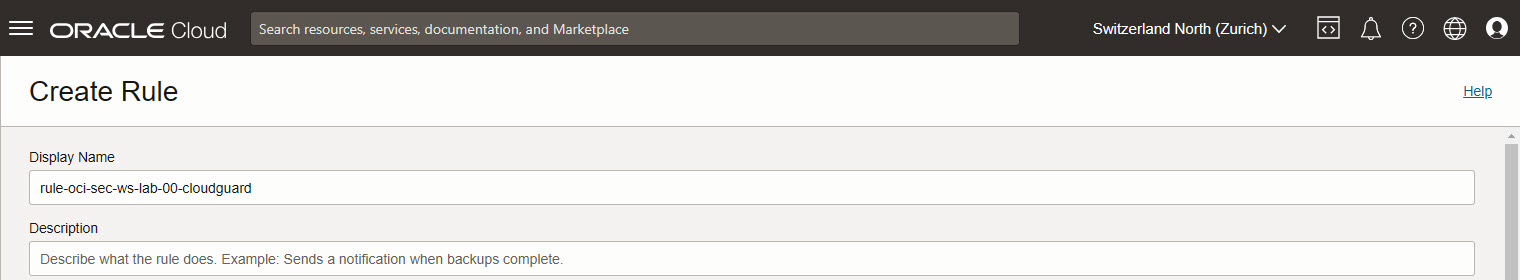 ORACLE Cloud Search resources, services, documentation, and Marketplace Switzerland North (Zurich)
Create Rule Help
Display Name
rule-oci-sec-ws-lab-00-cloudguard
Description
Describe what the rule does. Example: Sends a notification when backups complete.